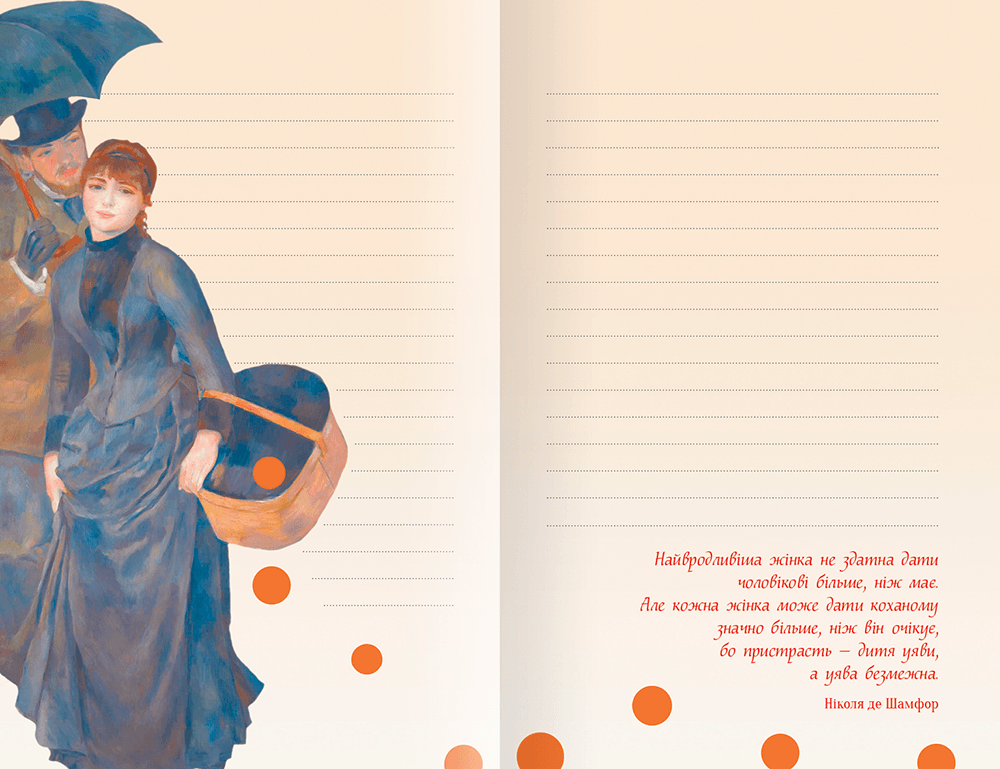 Найвродливіша жінка не здатна дати
чоловікові більше, ніж має.
Але кожна жінка може дати коханому
значно більше, ніж він очікує,
бо пристрасть – дитя уяви,
а уява безмежна.
Ніколя де Шамфор